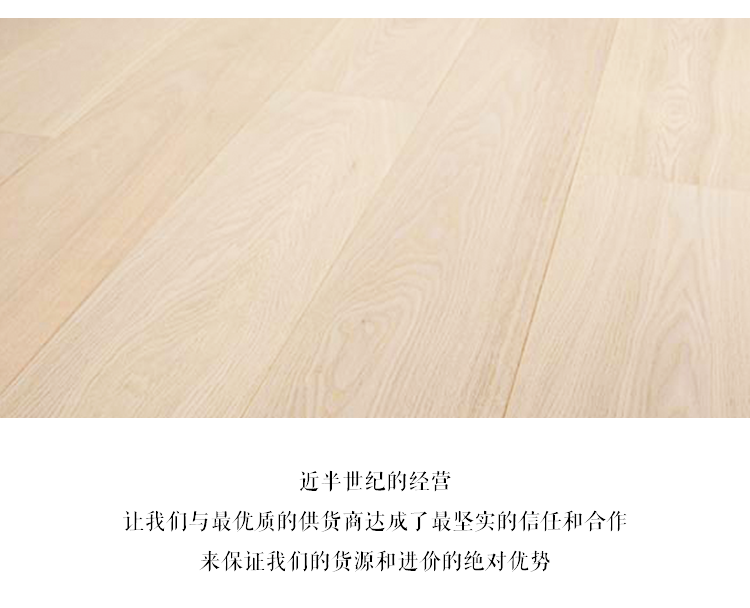 近半世纪的经营
让我们与最优质的供货商达成了最坚实的信任和合作
来保证我们的货源和进价的绝对优势